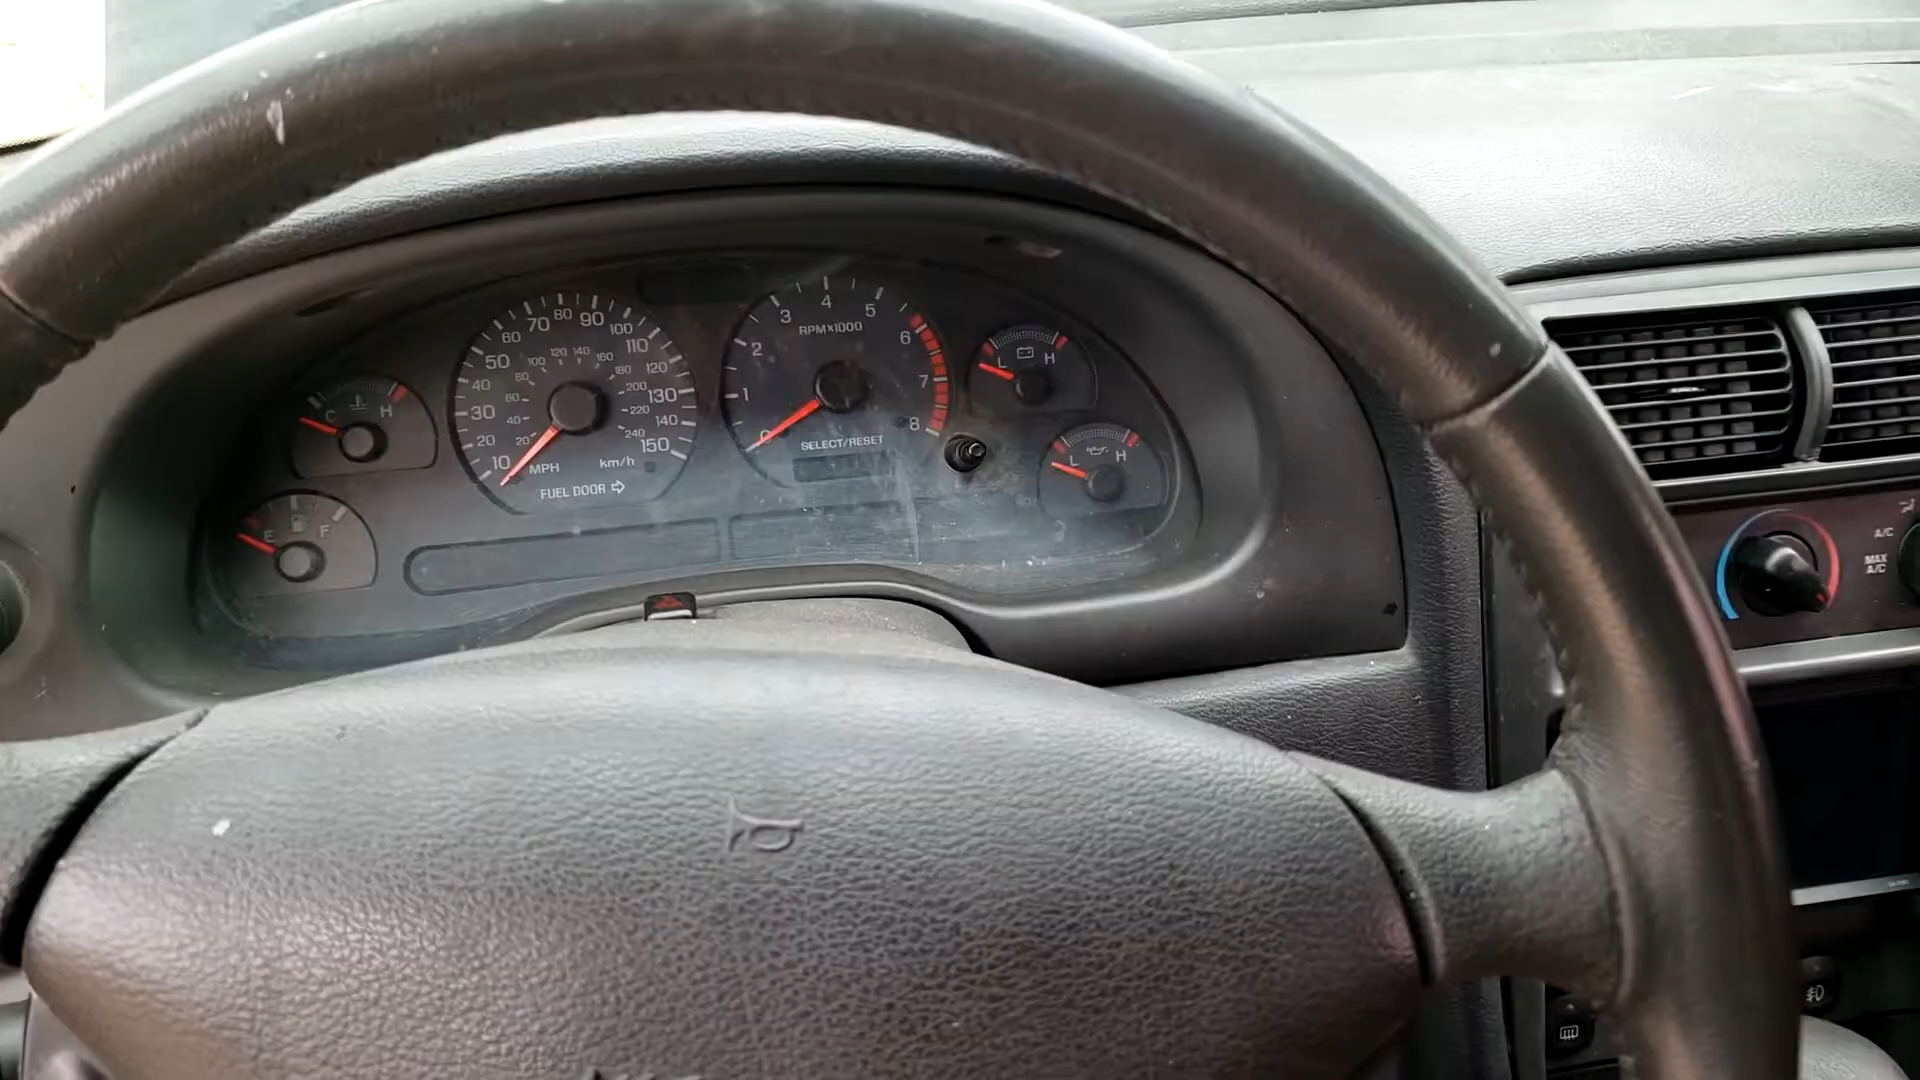 10
20
30
40
50
60
70
80
90
100
110
120
130
140
150
20
40
60
80
100
120
140
160
180
200
220
240
MPH
km/h
FUEL DOOR
C
H
E
F
0
1
2
3
4
5
6
7
8
RPM×1000
SELECT/RESET
L
H
L
H
A/C
MAX
A/C